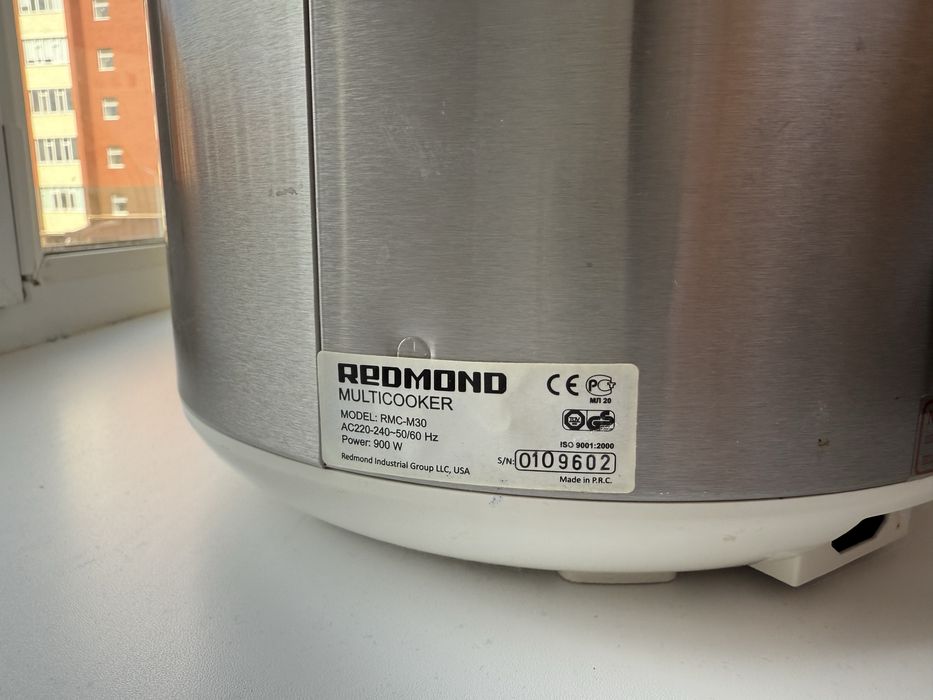 REDMOND
MULTICOOKER
MODEL: RMC-M30
AC220-240~50/60 Hz
Power: 900 W
Redmond Industrial Group LLC, USA
CE
МЛ 20
GS
ISO 9001:2000
S/N: 0109602
Made in P.R.C.